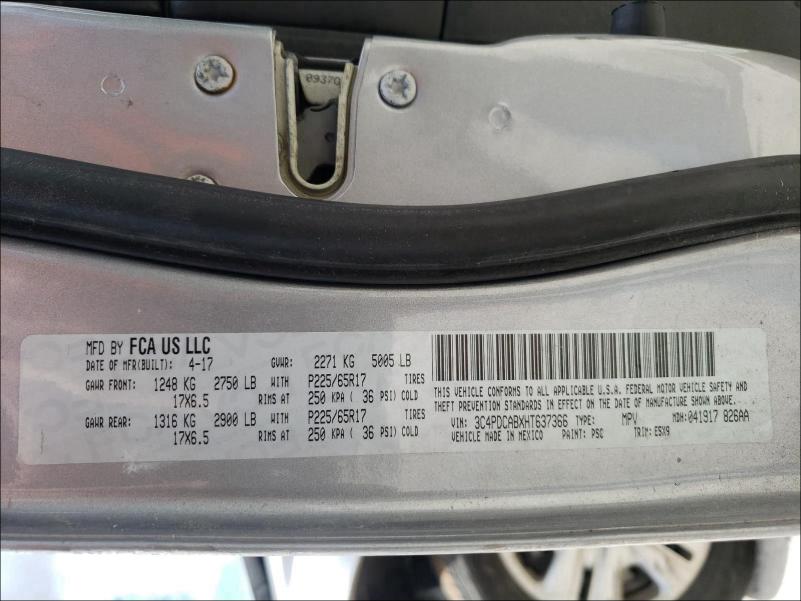 09370
MFD BY FCA US LLC
DATE OF MFR(BUILT): 4-17 GVWR: 2271 KG 5005 LB
GAWR FRONT: 1248 KG 2750 LB WITH P225/65R17 TIRES
17X6.5 RIMS AT 250 KPA ( 36 PSI) COLD
GAWR REAR: 1316 KG 2900 LB WITH P225/65R17 TIRES
17X6.5 RIMS AT 250 KPA ( 36 PSI) COLD
THIS VEHICLE CONFORMS TO ALL APPLICABLE U.S.A. FEDERAL MOTOR VEHICLE SAFETY AND
THEFT PREVENTION STANDARDS IN EFFECT ON THE DATE OF MANUFACTURE SHOWN ABOVE.
VIN: 3C4PDCABXHT637366 TYPE: MPV MDH: 041917 826AA
VEHICLE MADE IN MEXICO PAINT: PSC TRIM: E5X9